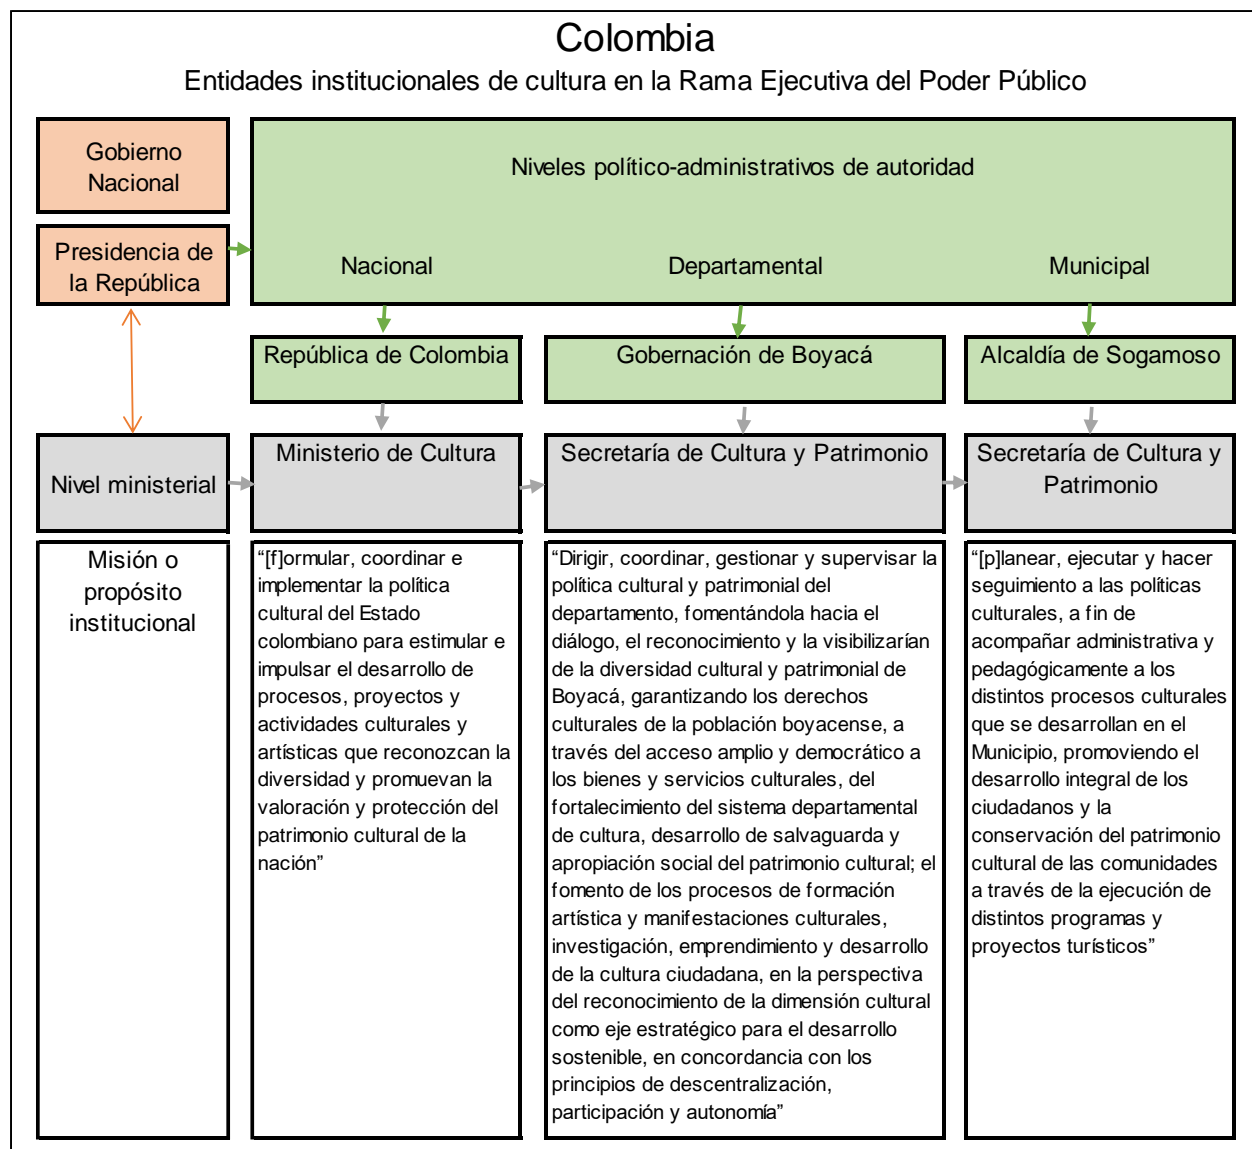 Colombia
Entidades institucionales de cultura en la Rama Ejecutiva del Poder Público
Gobierno
Nacional
Niveles político-administrativos de autoridad
Presidencia de
la República
Nacional
Departamental
Municipal
República de Colombia
Gobernación de Boyacá
Alcaldía de Sogamoso
Nivel ministerial
Ministerio de Cultura
Secretaría de Cultura y Patrimonio
Secretaría de Cultura y
Patrimonio
Misión o
propósito
institucional
“[f]ormular, coordinar e
implementar la política
cultural del Estado
colombiano para estimular e
impulsar el desarrollo de
procesos, proyectos y
actividades culturales y
artísticas que reconozcan la
diversidad y promuevan la
valoración y protección del
patrimonio cultural de la
nación”
“Dirigir, coordinar, gestionar y supervisar la
política cultural y patrimonial del
departamento, fomentándola hacia el
diálogo, el reconocimiento y la visibilizarían
de la diversidad cultural y patrimonial de
Boyacá, garantizando los derechos
culturales de la población boyacense, a
través del acceso amplio y democrático a
los bienes y servicios culturales, del
fortalecimiento del sistema departamental
de cultura, desarrollo de salvaguarda y
apropiación social del patrimonio cultural; el
fomento de los procesos de formación
artística y manifestaciones culturales,
investigación, emprendimiento y desarrollo
de la cultura ciudadana, en la perspectiva
del reconocimiento de la dimensión cultural
como eje estratégico para el desarrollo
sostenible, en concordancia con los
principios de descentralización,
participación y autonomía”
“[p]lanear, ejecutar y hacer
seguimiento a las políticas
culturales, a fin de
acompañar administrativa y
pedagógicamente a los
distintos procesos culturales
que se desarrollan en el
Municipio, promoviendo el
desarrollo integral de los
ciudadanos y la
conservación del patrimonio
cultural de las comunidades
a través de la ejecución de
distintos programas y
proyectos turísticos”